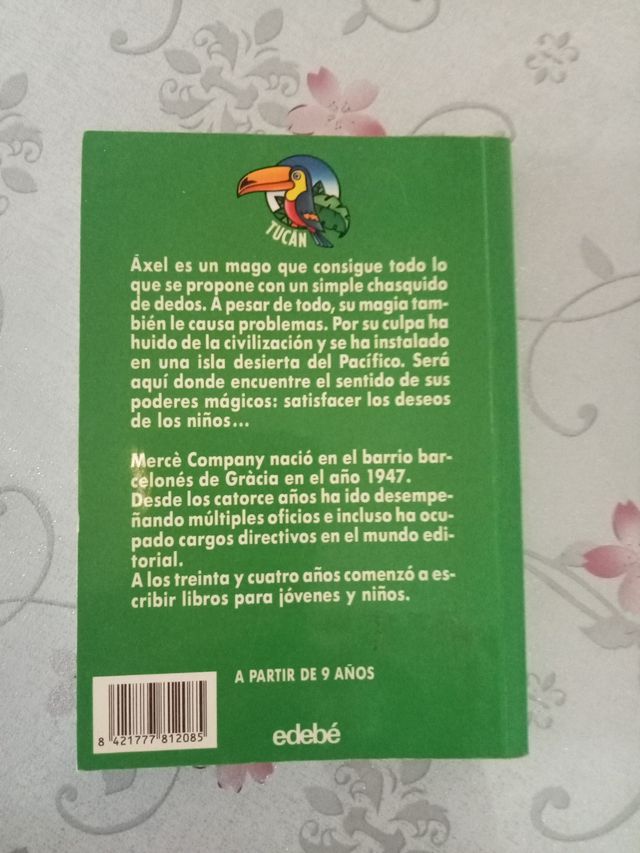 TUCÁN
Áxel es un mago que consigue todo lo
que se propone con un simple chasquido
de dedos. A pesar de todo, su magia tam-
bién le causa problemas. Por su culpa ha
huido de la civilización y se ha instalado
en una isla desierta del Pacífico. Será
aquí donde encuentre el sentido de sus
poderes mágicos: satisfacer los deseos
de los niños...
Mercè Company nació en el barrio bar-
celonés de Gràcia en el año 1947.
Desde los catorce años ha ido desempe-
ñando múltiples oficios e incluso ha ocu-
pado cargos directivos en el mundo edi-
torial.
A los treinta y cuatro años comenzó a es-
cribir libros para jóvenes y niños.
A PARTIR DE 9 AÑOS
8 421777 812085
edebé